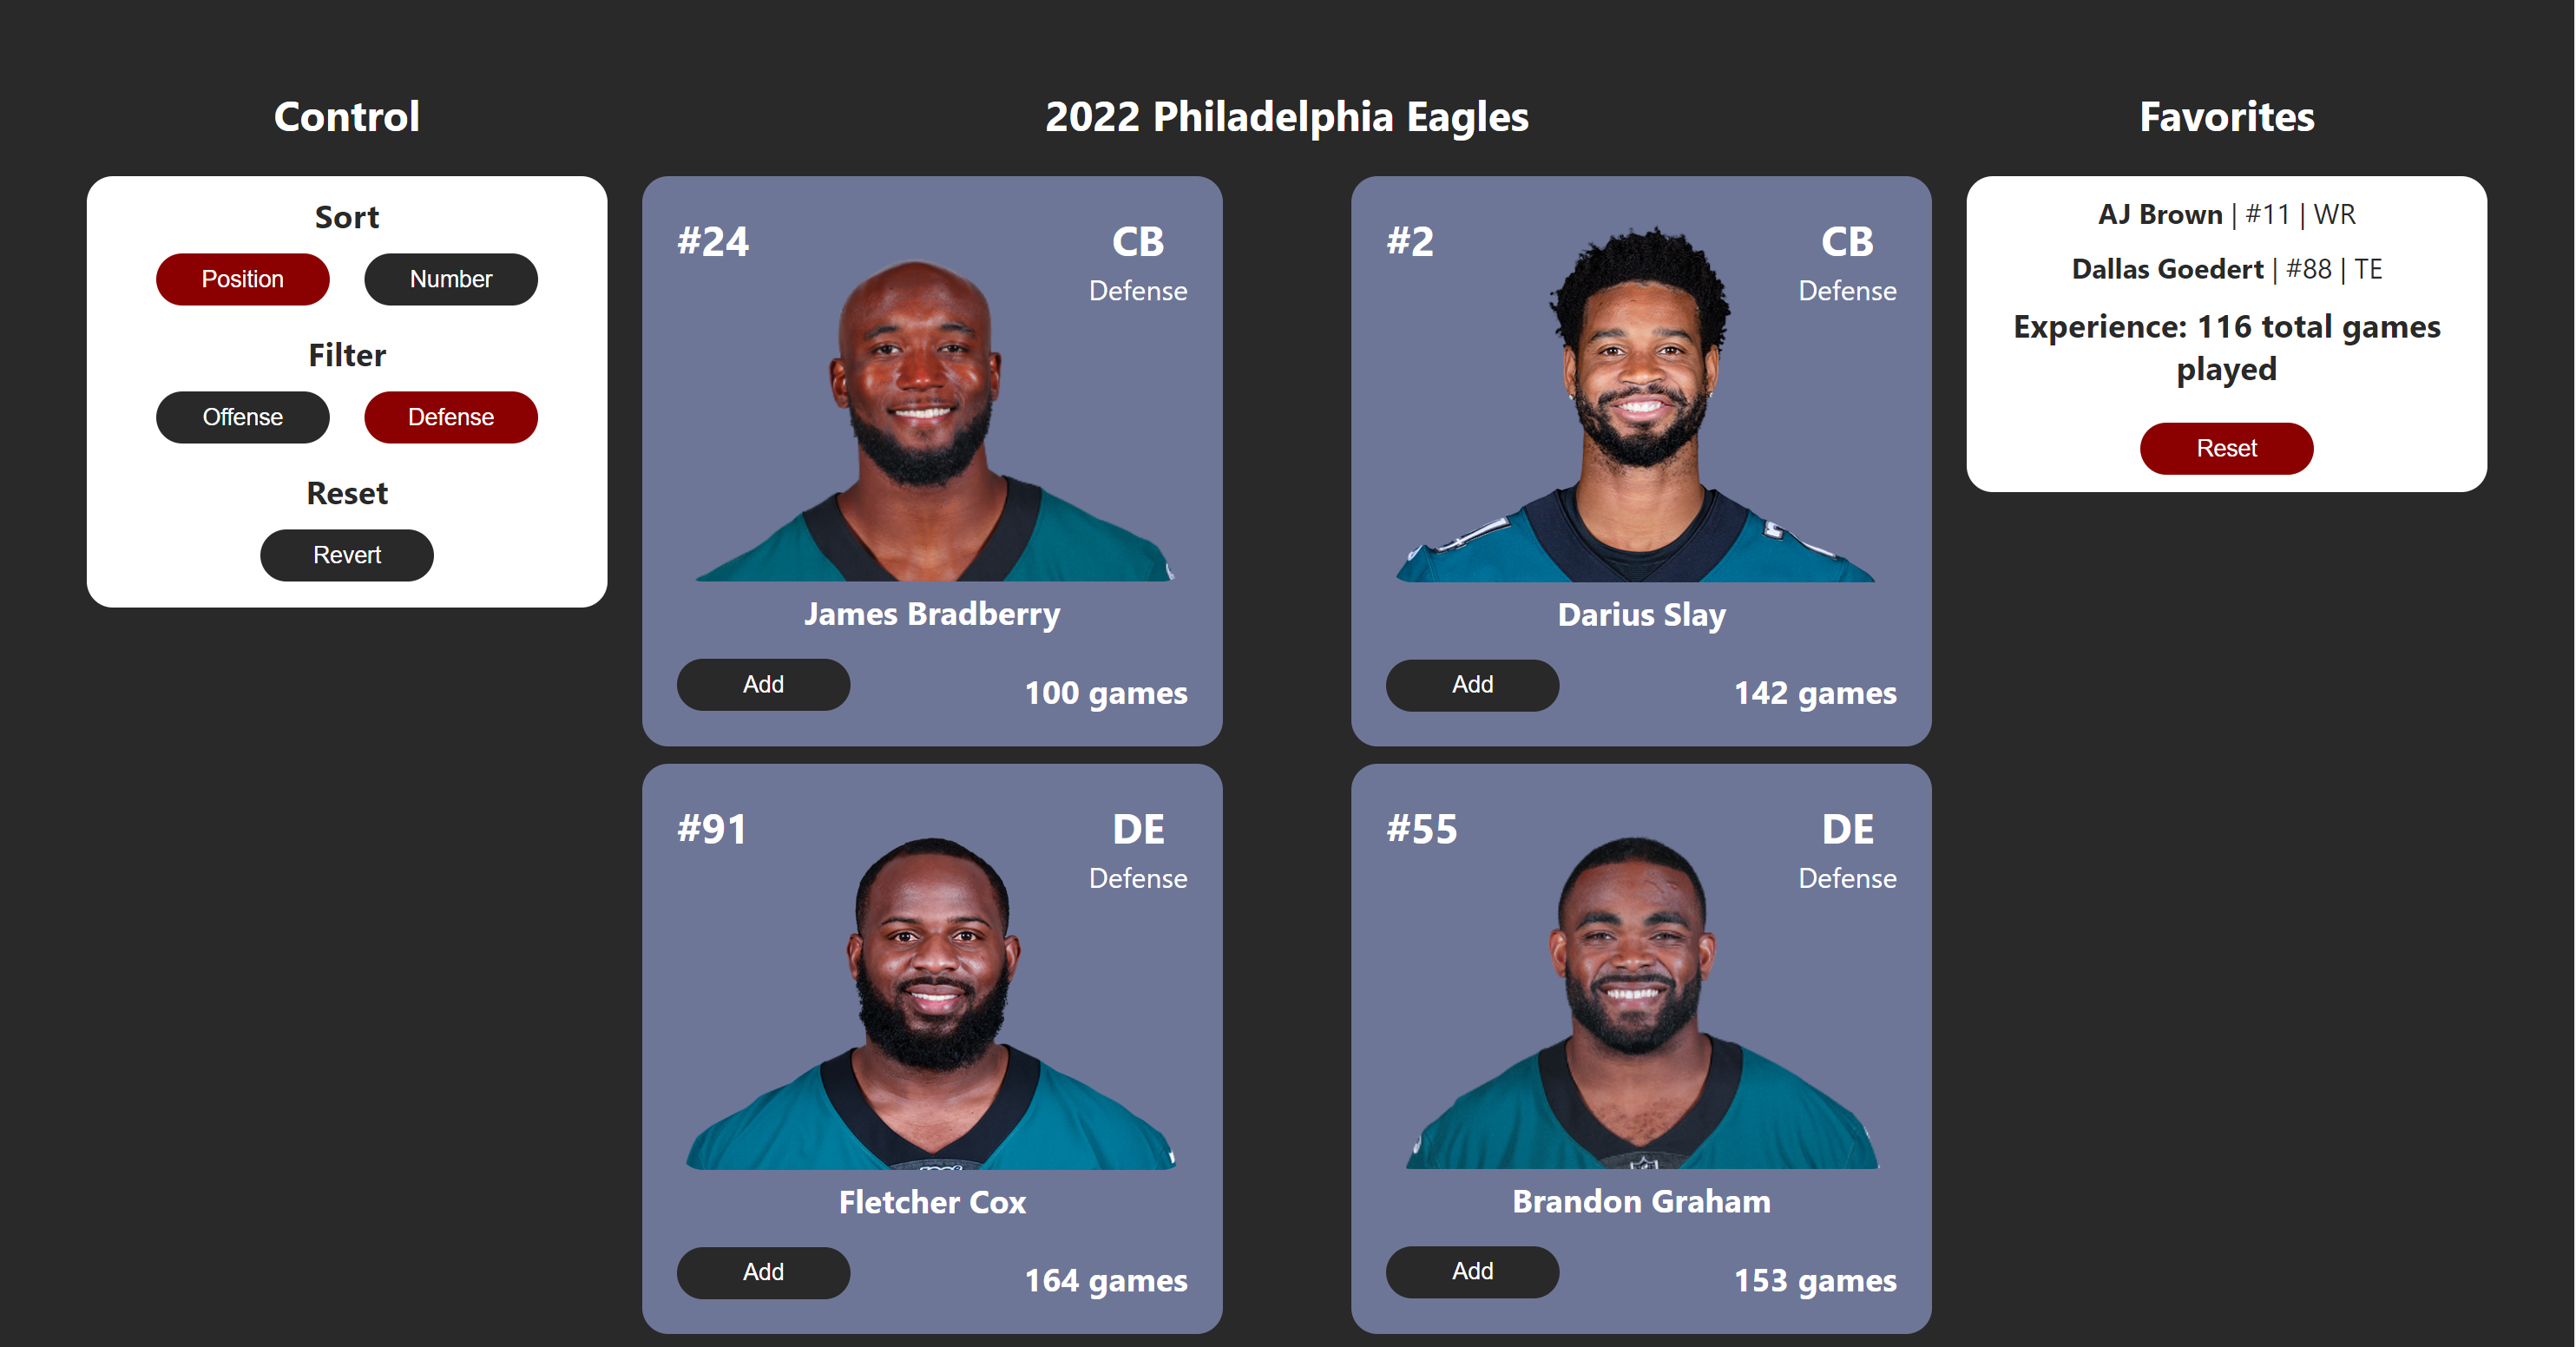 Control
2022 Philadelphia Eagles
Favorites
Sort
Position
Number
Filter
Offense
Defense
Reset
Revert
#24
CB
Defense
James Bradberry
Add
100 games
#2
CB
Defense
Darius Slay
Add
142 games
#91
DE
Defense
Fletcher Cox
Add
164 games
#55
DE
Defense
Brandon Graham
Add
153 games
AJ Brown | #11 | WR
Dallas Goedert | #88 | TE
Experience: 116 total games
played
Reset